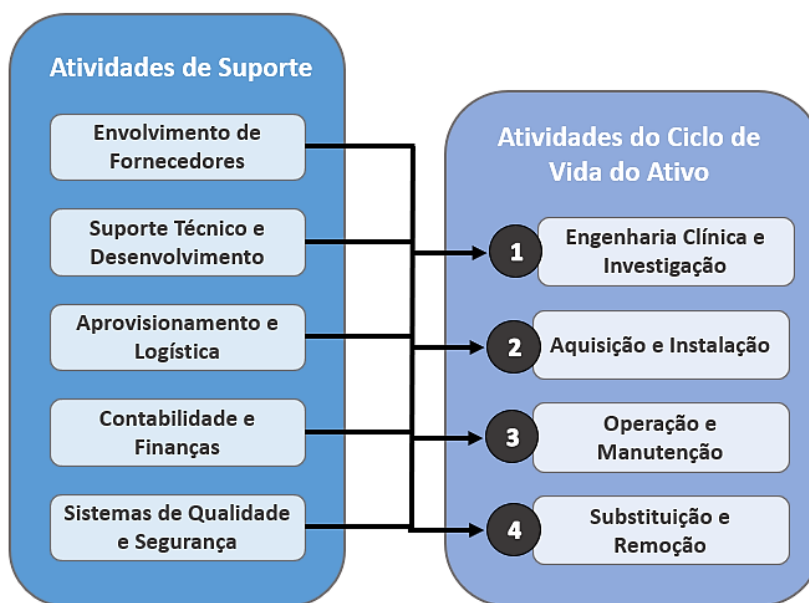 Atividades de Suporte
Envolvimento de
Fornecedores
Suporte Técnico e
Desenvolvimento
Aprovisionamento e
Logística
Contabilidade e
Finanças
Sistemas de Qualidade
e Segurança
Atividades do Ciclo de
Vida do Ativo
1
Engenharia Clínica e
Investigação
2
Aquisição e Instalação
3
Operação e
Manutenção
4
Substituição e
Remoção